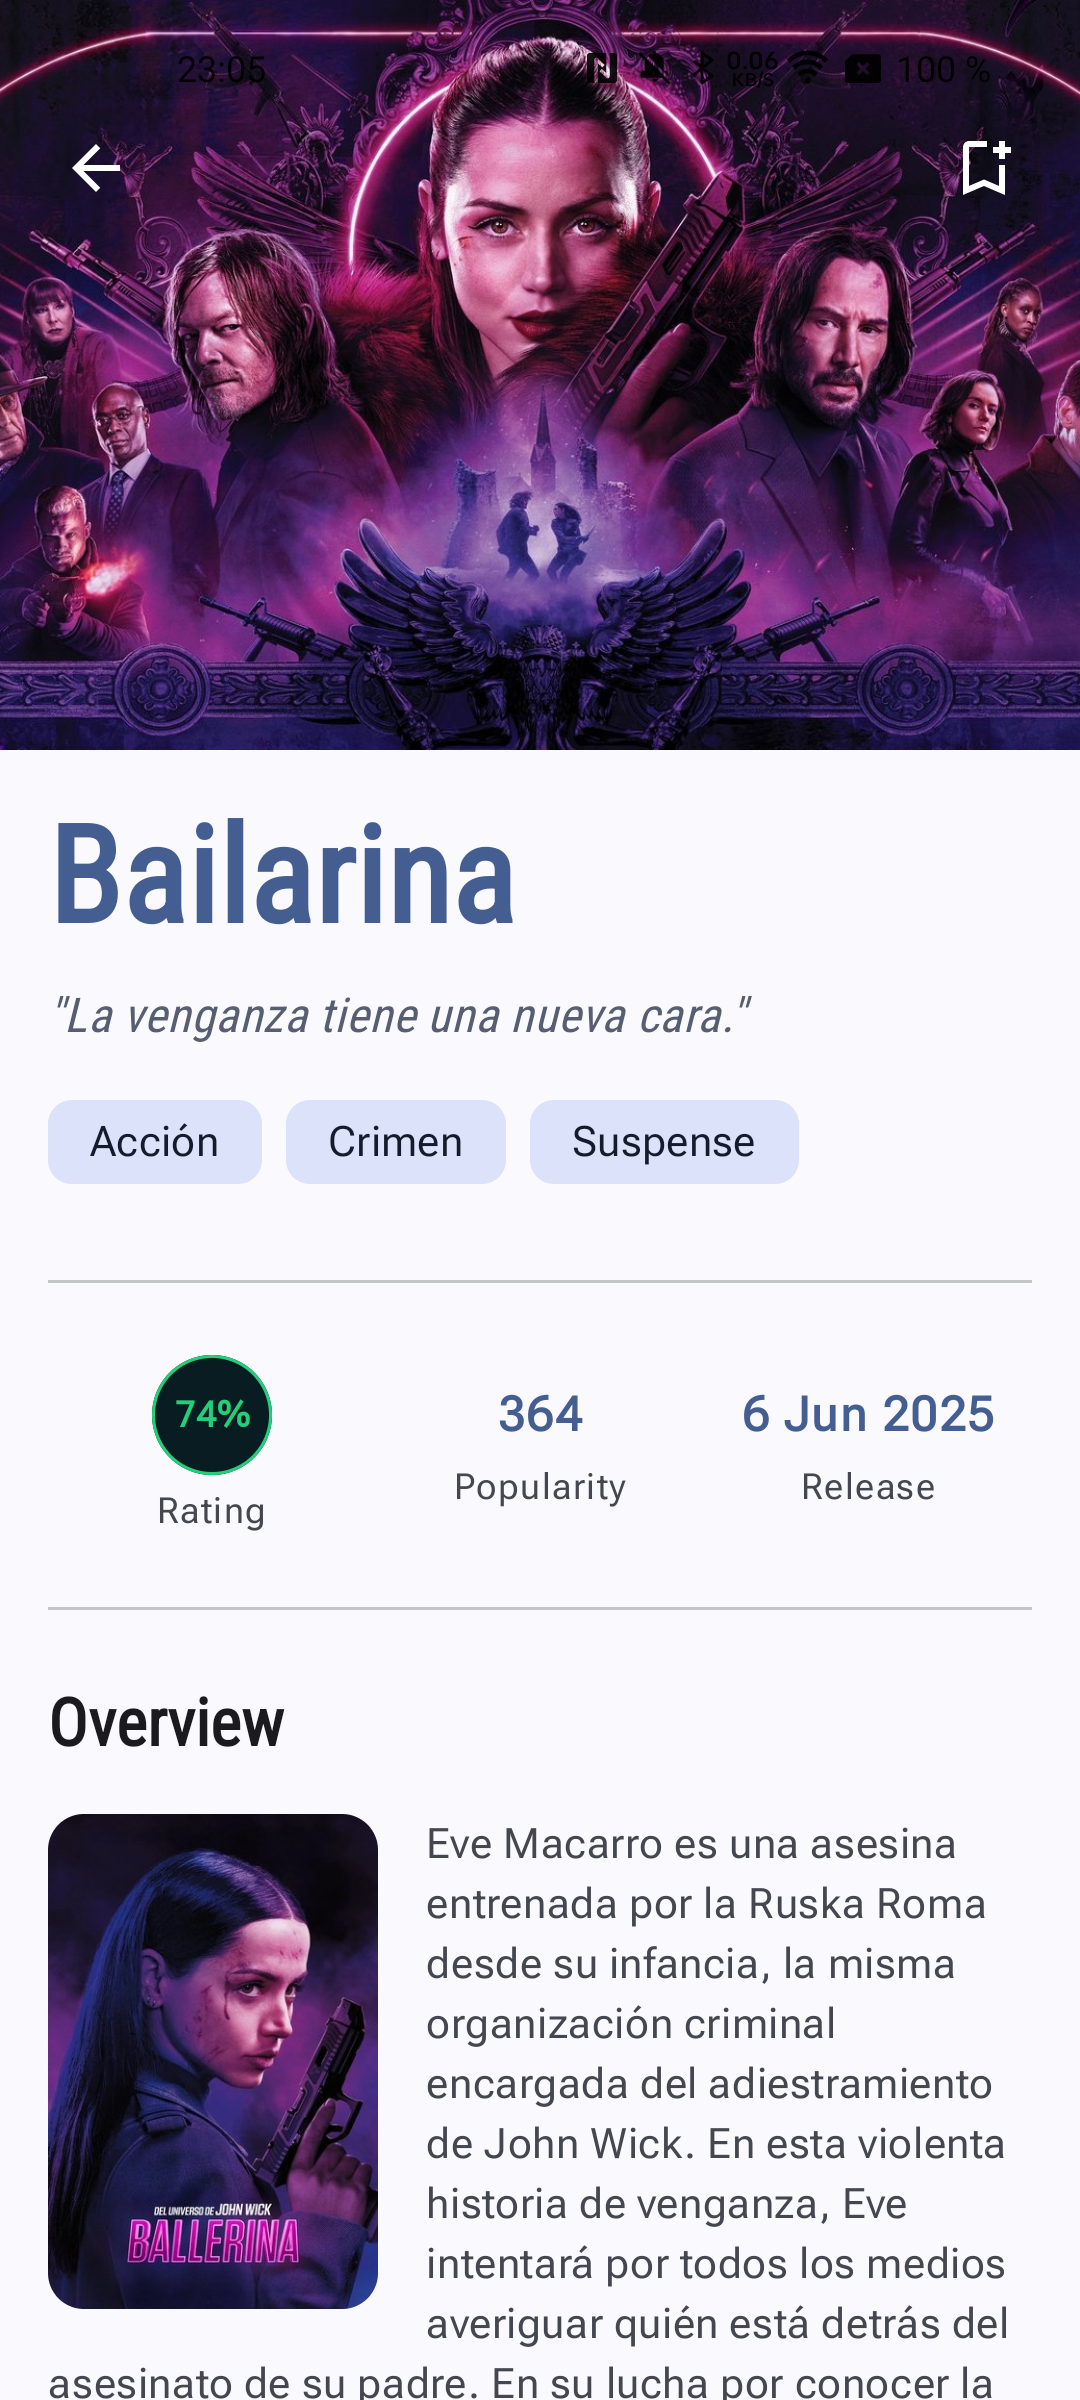 23:05
0.06
KB/S
100 %
Bailarina
"La venganza tiene una nueva cara."
Acción
Crimen
Suspense
74%
Rating
364
Popularity
6 Jun 2025
Release
Overview
Eve Macarro es una asesina
entrenada por la Ruska Roma
desde su infancia, la misma
organización criminal
encargada del adiestramiento
de John Wick. En esta violenta
historia de venganza, Eve
intentará por todos los medios
averiguar quién está detrás del
asesinato de su padre. En su lucha por conocer la
DEL UNIVERSO DE JOHN WICK
BALLERINA